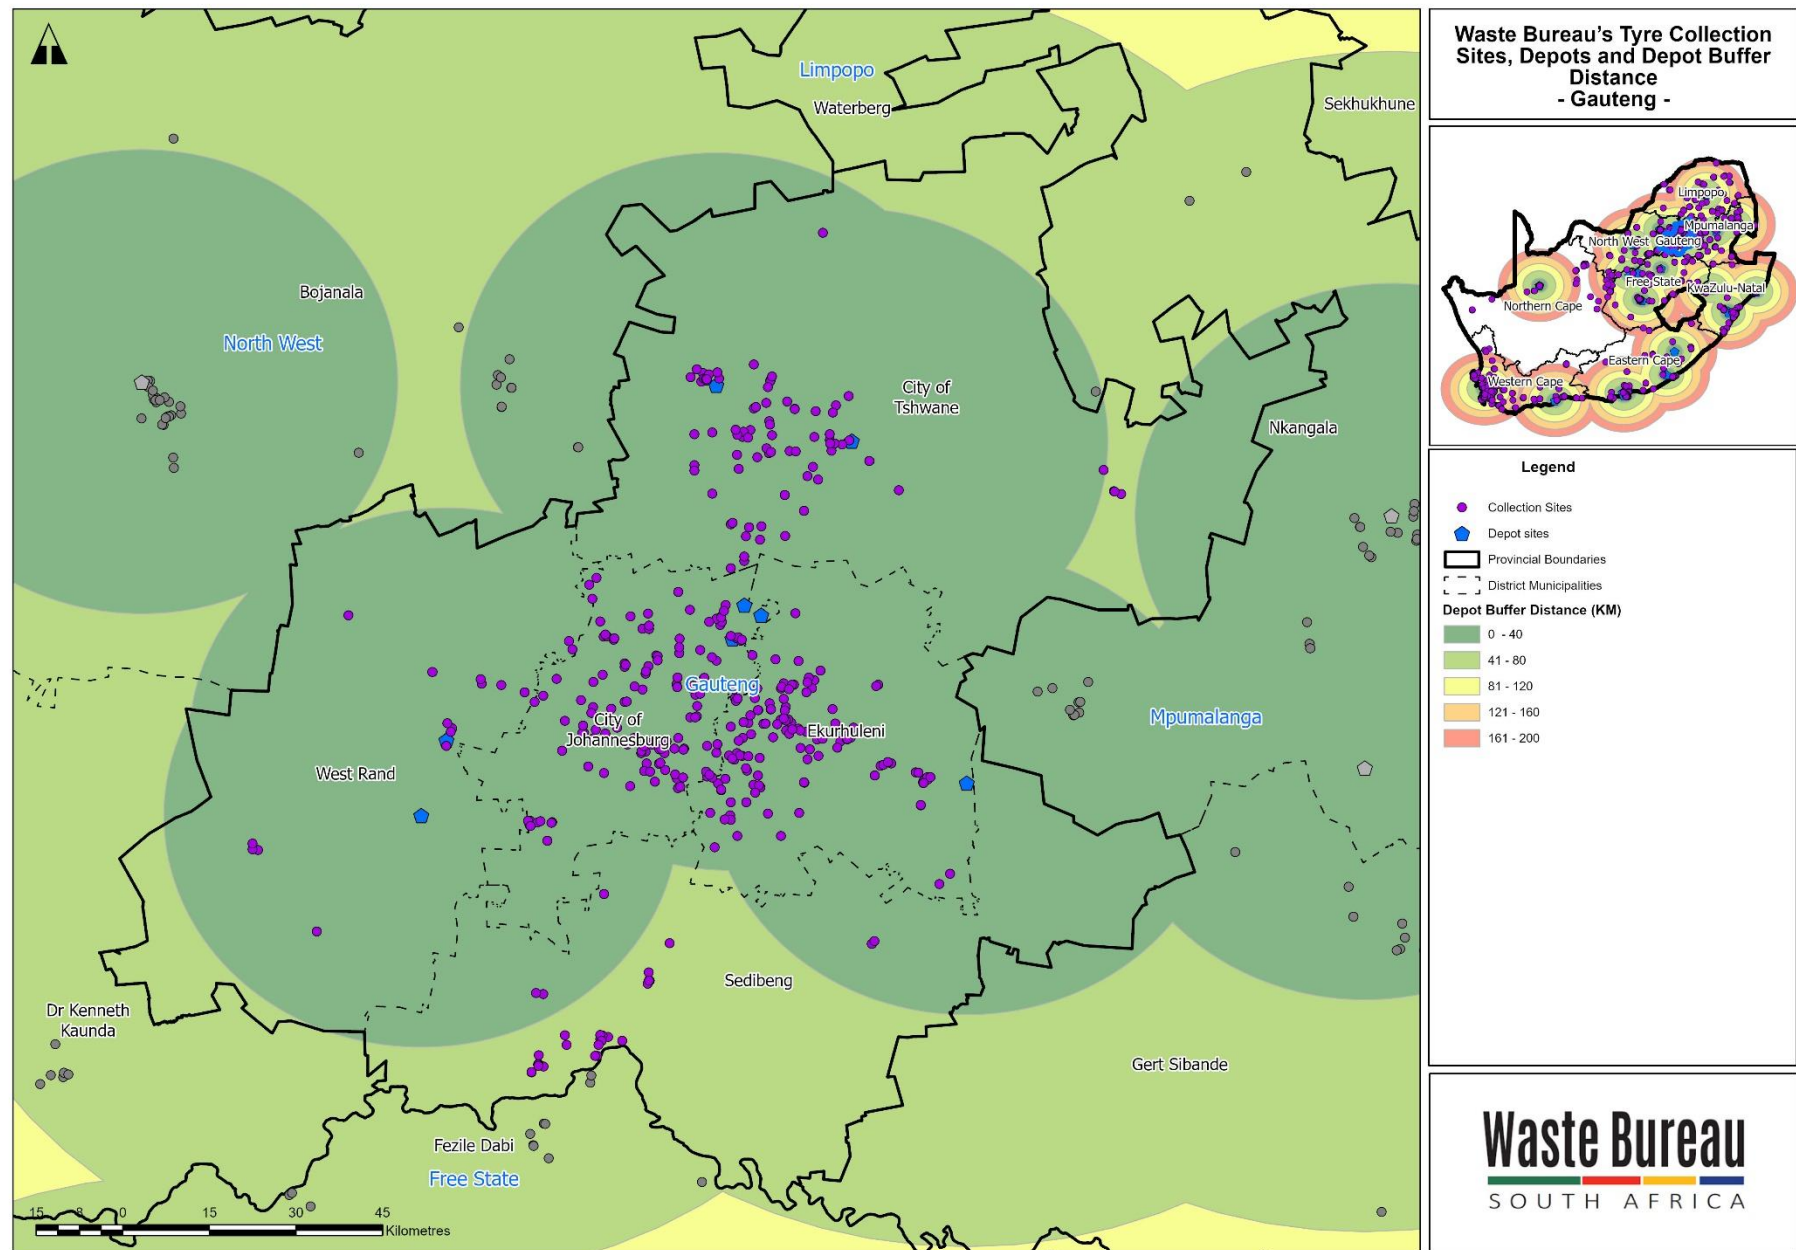 Limpopo
Waterberg
Sekhukhune
Bojanala
North West
City of
Tshwane
Nkangala
Gauteng
City of
Johannesburg
Ekurhuleni
Mpumalanga
West Rand
Sedibeng
Dr Kenneth
Kaunda
Gert Sibande
Fezile Dabi
Free State
15 8 0 15 30 45
Kilometres
Waste Bureau's Tyre Collection
Sites, Depots and Depot Buffer
Distance
- Gauteng -
Limpopo
Mpumalanga
North West Gauteng
Free State
KwaZulu-Natal
Northern Cape
Eastern Cape
Western Cape
Legend
Collection Sites
Depot sites
Provincial Boundaries
District Municipalities
Depot Buffer Distance (KM)
0 - 40
41 - 80
81 - 120
121 - 160
161 - 200
Waste Bureau
SOUTH AFRICA